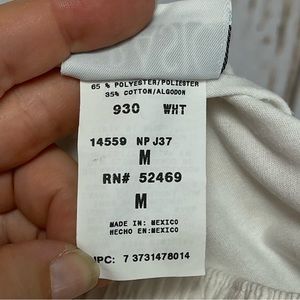 65 % POLYESTER/POLIESTER
35% COTTON/ALGODON
930 WHT
14559 NP J37
M
RN# 52469
M
MADE IN: MEXICO
HECHO EN: MEXICO
UPC: 7 3731478014